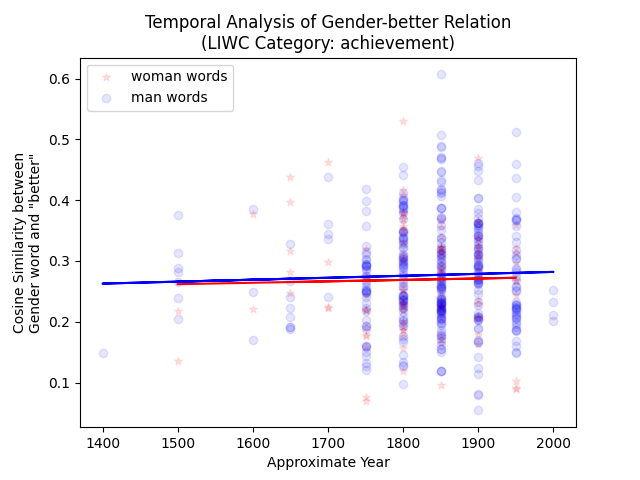 Temporal Analysis of Gender-better Relation
(LIWC Category: achievement)
woman words
man words
Cosine Similarity between
Gender word and "better"
0.6
0.5
0.4
0.3
0.2
0.1
1400 1500 1600 1700 1800 1900 2000
Approximate Year